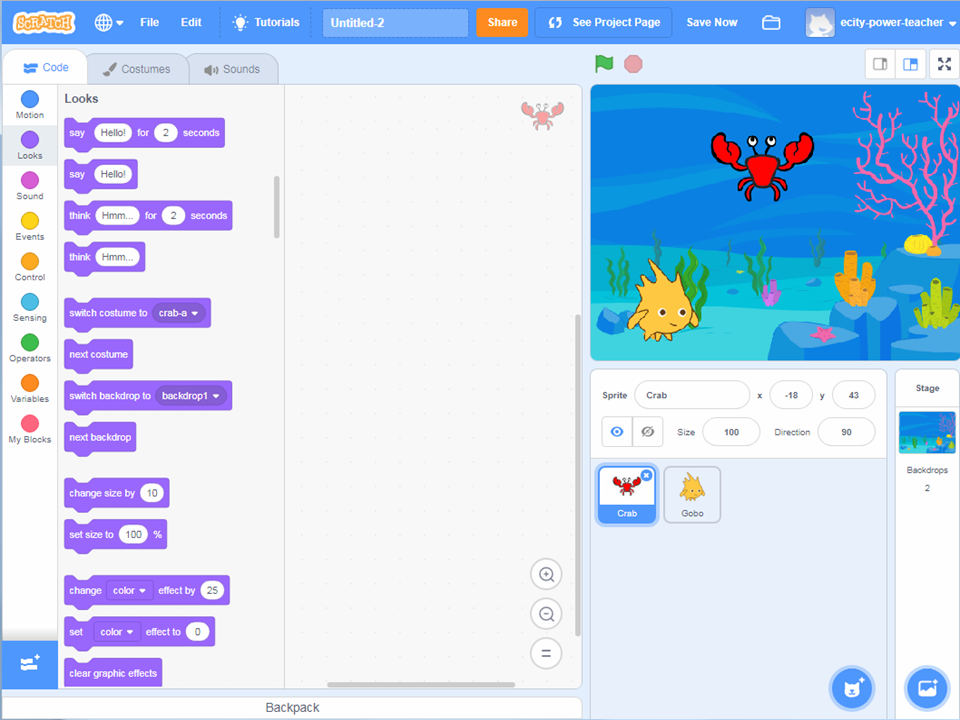 SCRATCH File Edit Tutorials Untitled-2 Share See Project Page Save Now ecity-power-teacher
Code Costumes Sounds
Motion
Looks
Sound
Events
Control
Sensing
Operators
Variables
My Blocks
Looks
say Hello! for 2 seconds
say Hello!
think Hmm... for 2 seconds
think Hmm...
switch costume to crab-a
next costume
switch backdrop to backdrop1
next backdrop
change size by 10
set size to 100 %
change color effect by 25
set color effect to 0
clear graphic effects
Backpack
Sprite Crab x -18 y 43
Size 100 Direction 90
Crab Gobo
Stage
Backdrops
2